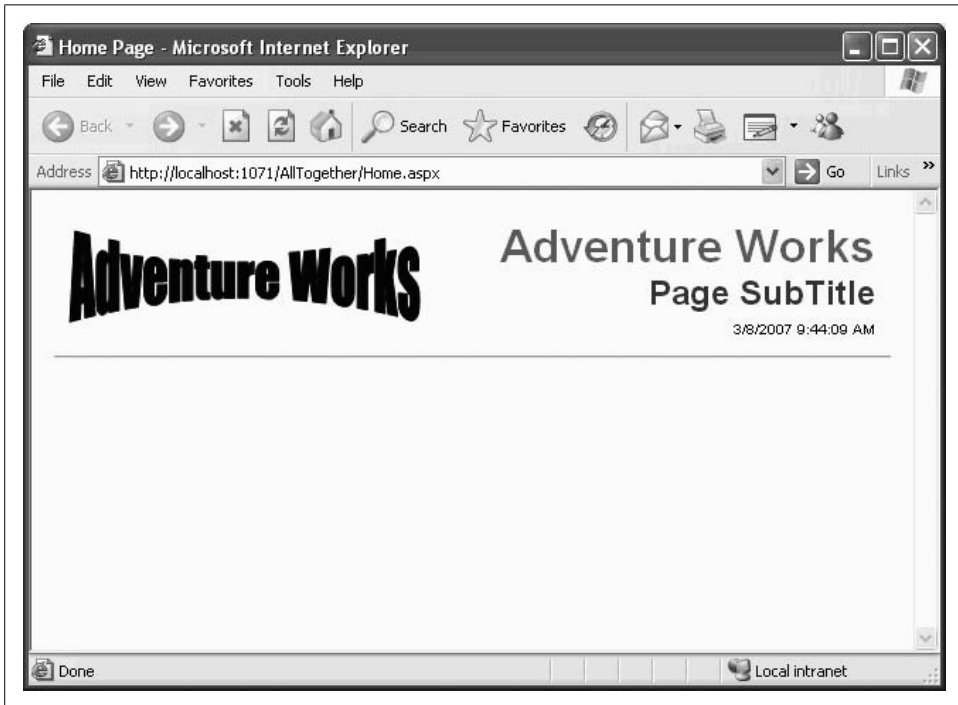 Home Page - Microsoft Internet Explorer
File Edit View Favorites Tools Help
Back Search Favorites
Address http://localhost:1071/AllTogether/Home.aspx Go Links »
Adventure Works
Adventure Works
Page SubTitle
3/8/2007 9:44:09 AM
Done Local intranet